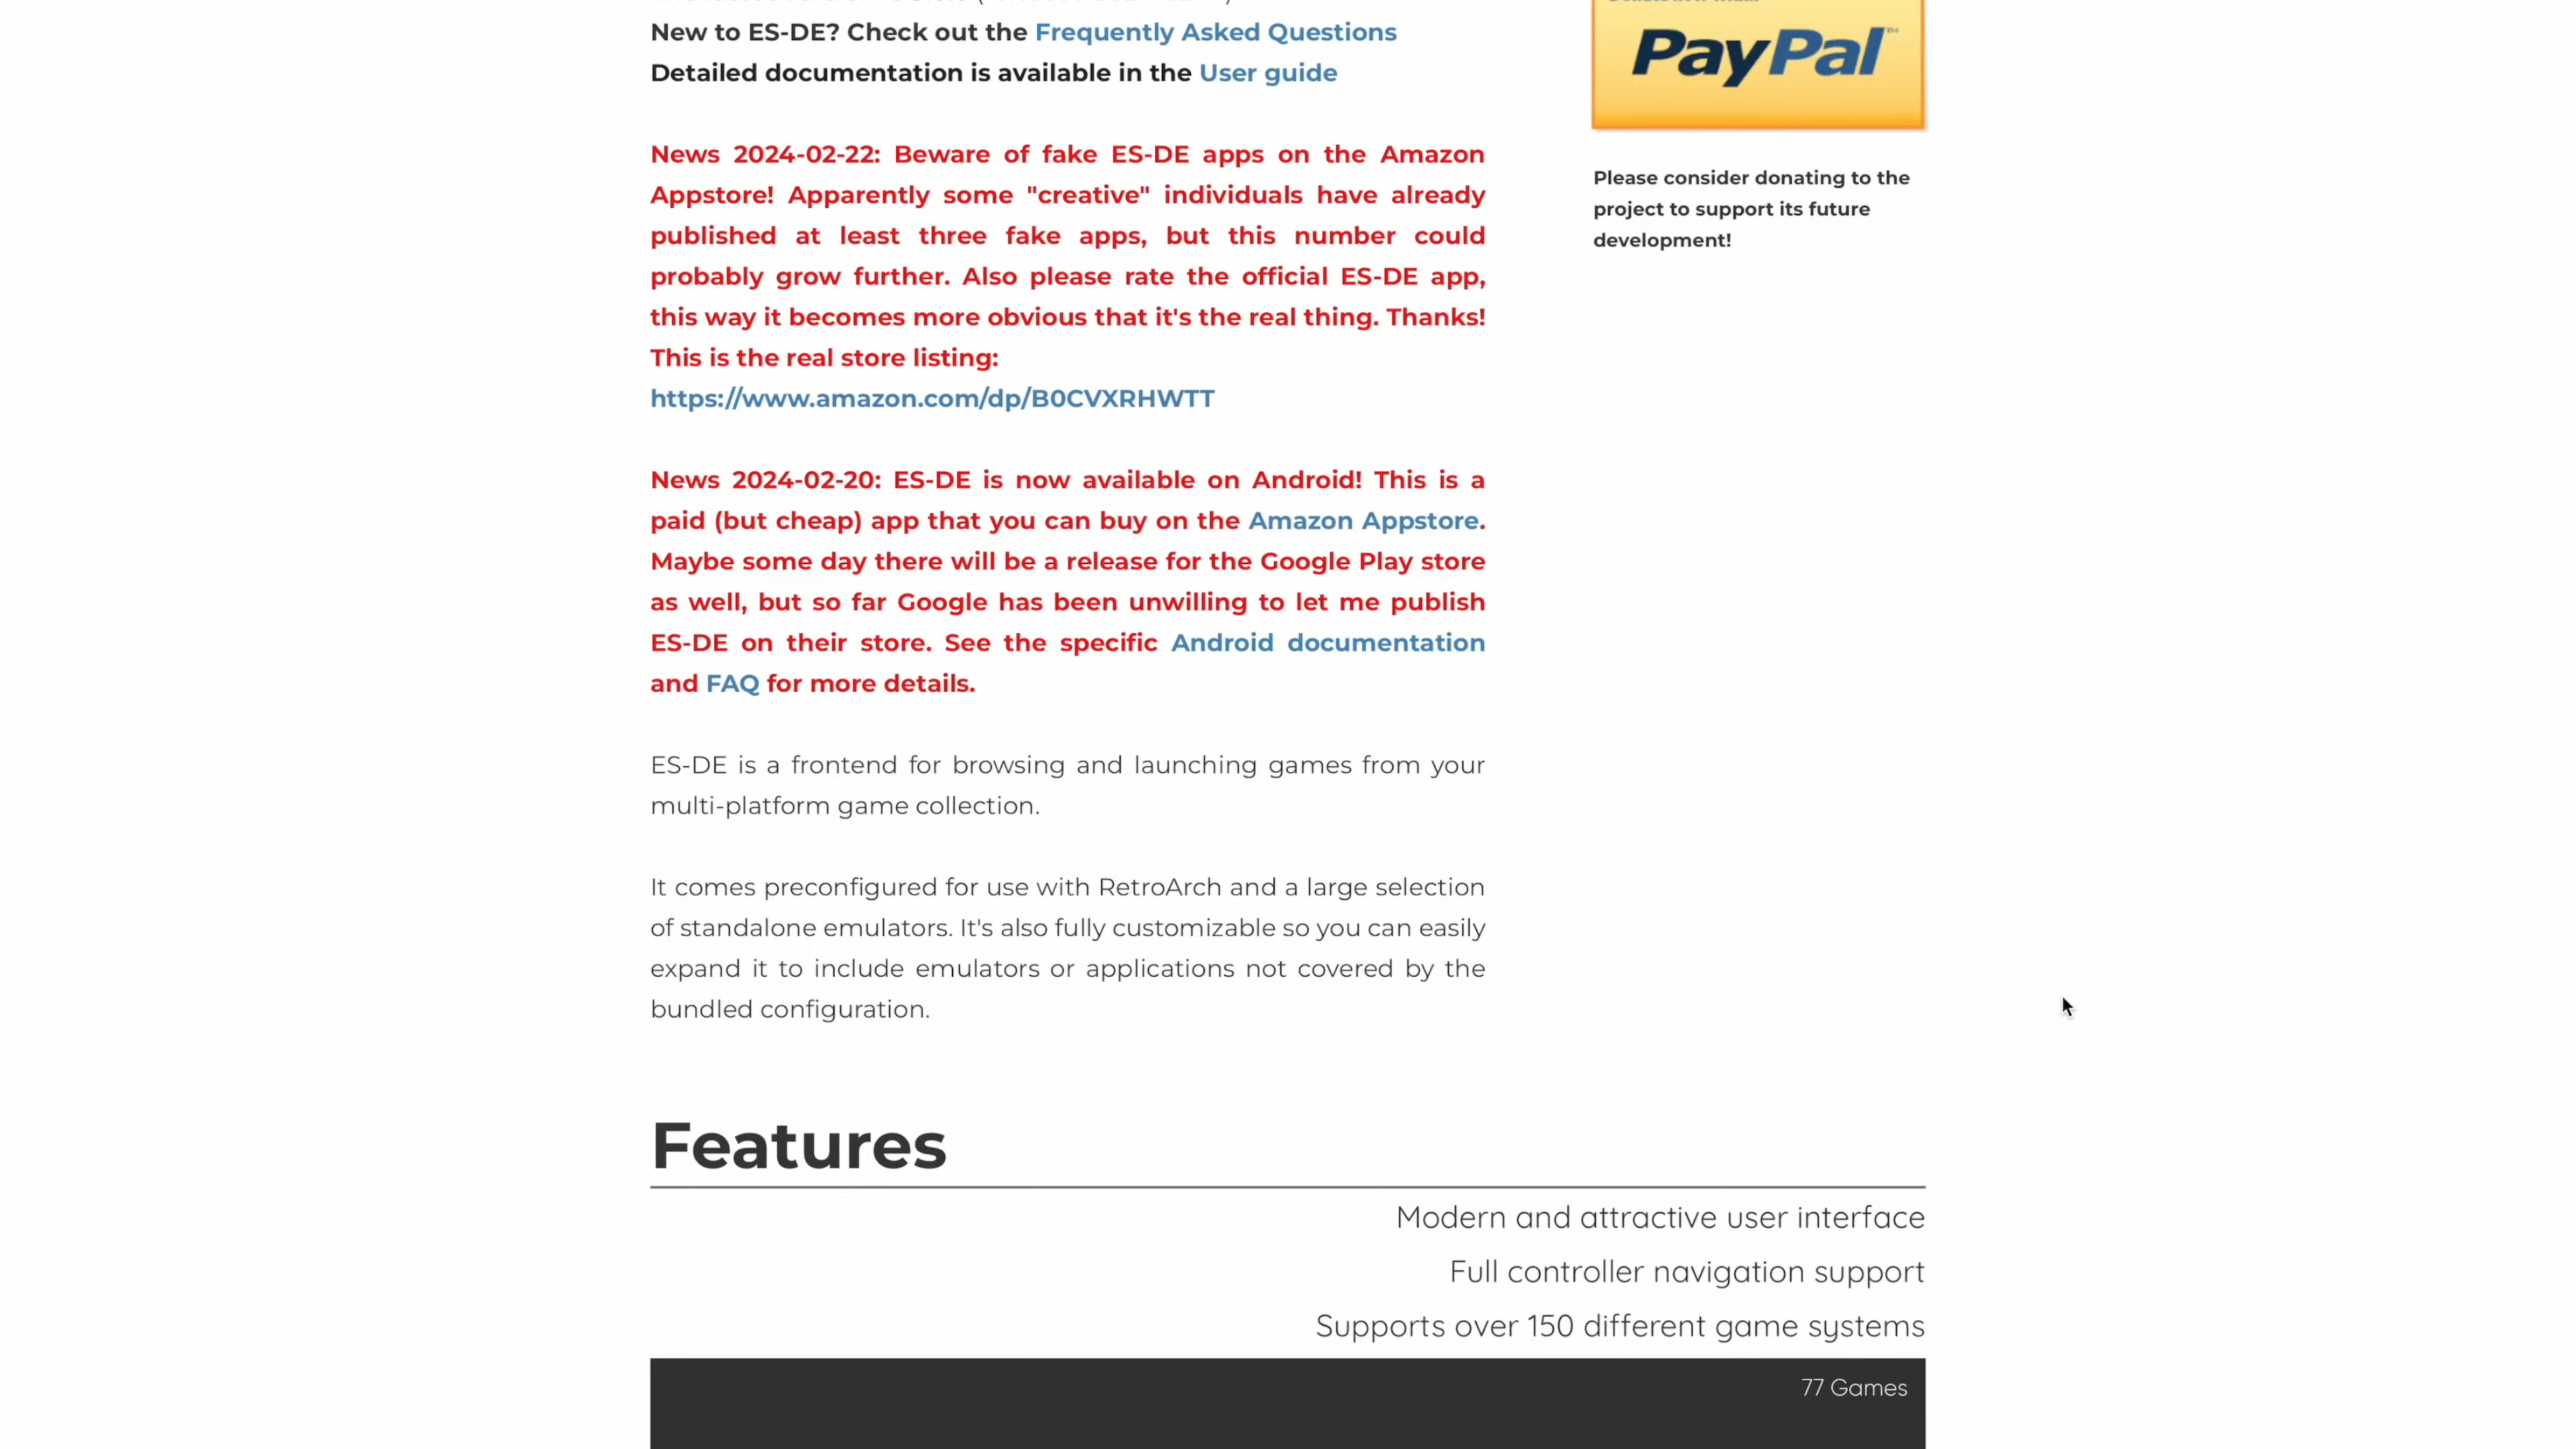 New to ES-DE? Check out the Frequently Asked Questions
Detailed documentation is available in the User guide
News 2024-02-22: Beware of fake ES-DE apps on the Amazon
Appstore! Apparently some "creative" individuals have already
published at least three fake apps, but this number could
probably grow further. Also please rate the official ES-DE app,
this way it becomes more obvious that it's the real thing. Thanks!
This is the real store listing:
https://www.amazon.com/dp/B0CVXRHWTT
News 2024-02-20: ES-DE is now available on Android! This is a
paid (but cheap) app that you can buy on the Amazon Appstore.
Maybe some day there will be a release for the Google Play store
as well, but so far Google has been unwilling to let me publish
ES-DE on their store. See the specific Android documentation
and FAQ for more details.
ES-DE is a frontend for browsing and launching games from your
multi-platform game collection.
It comes preconfigured for use with RetroArch and a large selection
of standalone emulators. It's also fully customizable so you can easily
expand it to include emulators or applications not covered by the
bundled configuration.
PayPal™
Please consider donating to the
project to support its future
development!
Features
Modern and attractive user interface
Full controller navigation support
Supports over 150 different game systems
77 Games